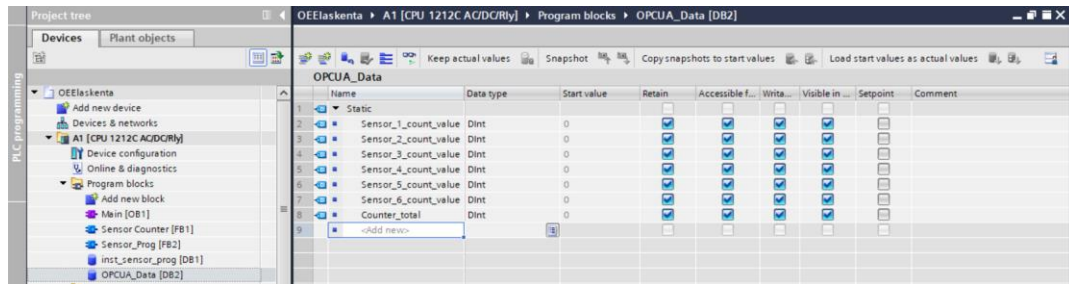 Project tree
OEElaskenta ▸ A1 [CPU 1212C AC/DC/Rly] ▸ Program blocks ▸ OPCUA_Data [DB2]
Devices Plant objects
Keep actual values Snapshot Copy snapshots to start values Load start values as actual values
OPCUA_Data
Name Data type Start value Retain Accessible f... Writa... Visible in ... Setpoint Comment
1 Static
2 Sensor_1_count_value DInt 0
3 Sensor_2_count_value DInt 0
4 Sensor_3_count_value DInt 0
5 Sensor_4_count_value DInt 0
6 Sensor_5_count_value DInt 0
7 Sensor_6_count_value DInt 0
8 Counter_total DInt 0
9 <Add new>
OEElaskenta
Add new device
Devices & networks
A1 [CPU 1212C AC/DC/Rly]
Device configuration
Online & diagnostics
Program blocks
Add new block
Main [OB1]
Sensor Counter [FB1]
Sensor_Prog [FB2]
inst_sensor_prog [DB1]
OPCUA_Data [DB2]
PLC programming